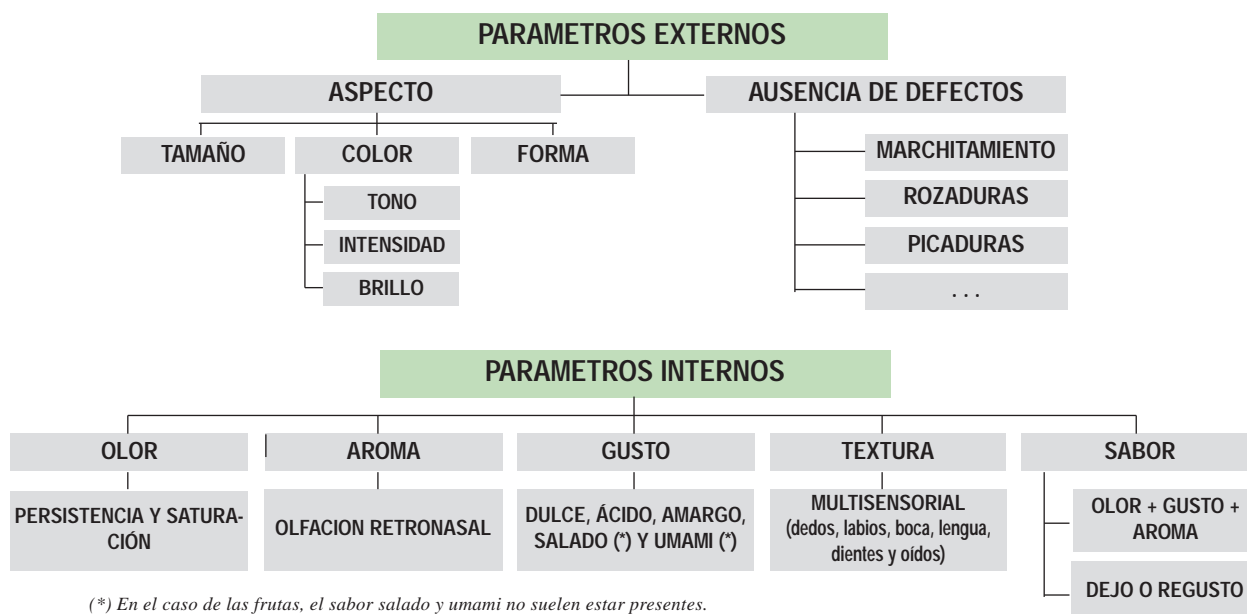 PARAMETROS EXTERNOS
ASPECTO
AUSENCIA DE DEFECTOS
TAMAÑO
COLOR
FORMA
TONO
INTENSIDAD
BRILLO
MARCHITAMIENTO
ROZADURAS
PICADURAS
. . .
PARAMETROS INTERNOS
OLOR
AROMA
GUSTO
TEXTURA
SABOR
PERSISTENCIA Y SATURA-
CIÓN
OLFACION RETRONASAL
DULCE, ÁCIDO, AMARGO,
SALADO (*) Y UMAMI (*)
MULTISENSORIAL
(dedos, labios, boca, lengua,
dientes y oídos)
OLOR + GUSTO +
AROMA
DEJO O REGUSTO
(*) En el caso de las frutas, el sabor salado y umami no suelen estar presentes.